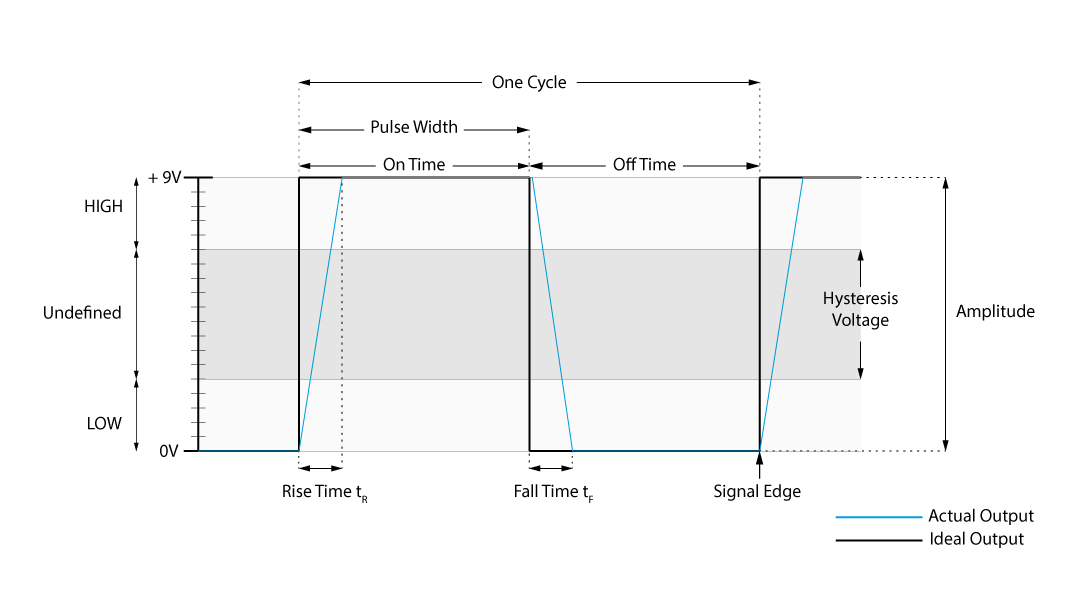 One Cycle
Pulse Width
On Time
Off Time
+ 9V
HIGH
Undefined
Hysteresis
Voltage
Amplitude
LOW
0V
Rise Time tR
Fall Time tF
Signal Edge
Actual Output
Ideal Output